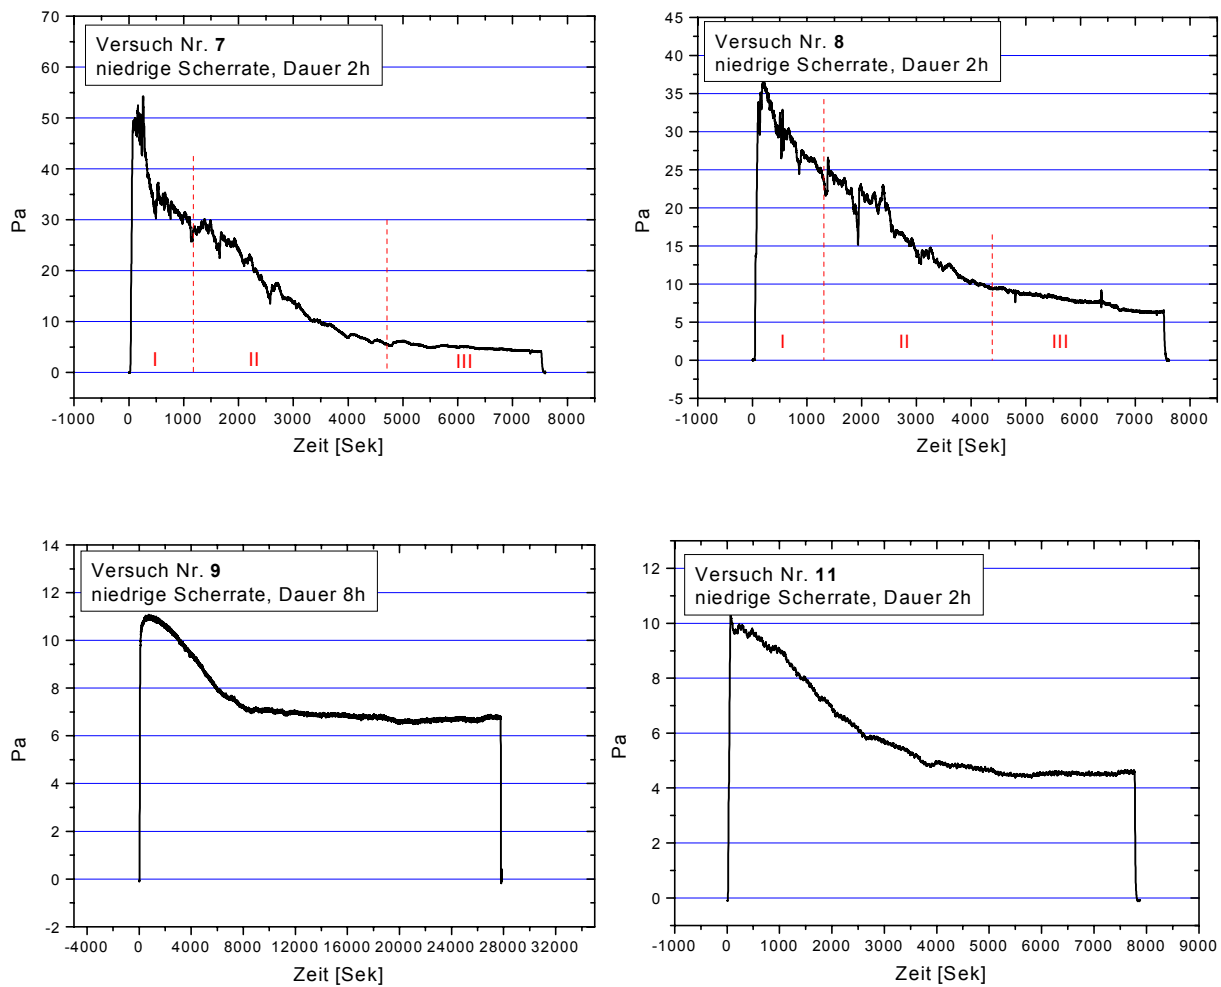 Versuch Nr. 7
niedrige Scherrate, Dauer 2h
70
60
50
40
30
20
10
0
Pa
I
II
III
-1000 0 1000 2000 3000 4000 5000 6000 7000 8000
Zeit [Sek]
Versuch Nr. 8
niedrige Scherrate, Dauer 2h
45
40
35
30
25
20
15
10
5
0
-5
Pa
I
II
III
-1000 0 1000 2000 3000 4000 5000 6000 7000 8000
Zeit [Sek]
Versuch Nr. 9
niedrige Scherrate, Dauer 8h
14
12
10
8
6
4
2
0
-2
Pa
-4000 0 4000 8000 12000 16000 20000 24000 28000 32000
Zeit [Sek]
Versuch Nr. 11
niedrige Scherrate, Dauer 2h
12
10
8
6
4
2
0
Pa
-1000 0 1000 2000 3000 4000 5000 6000 7000 8000 9000
Zeit [Sek]